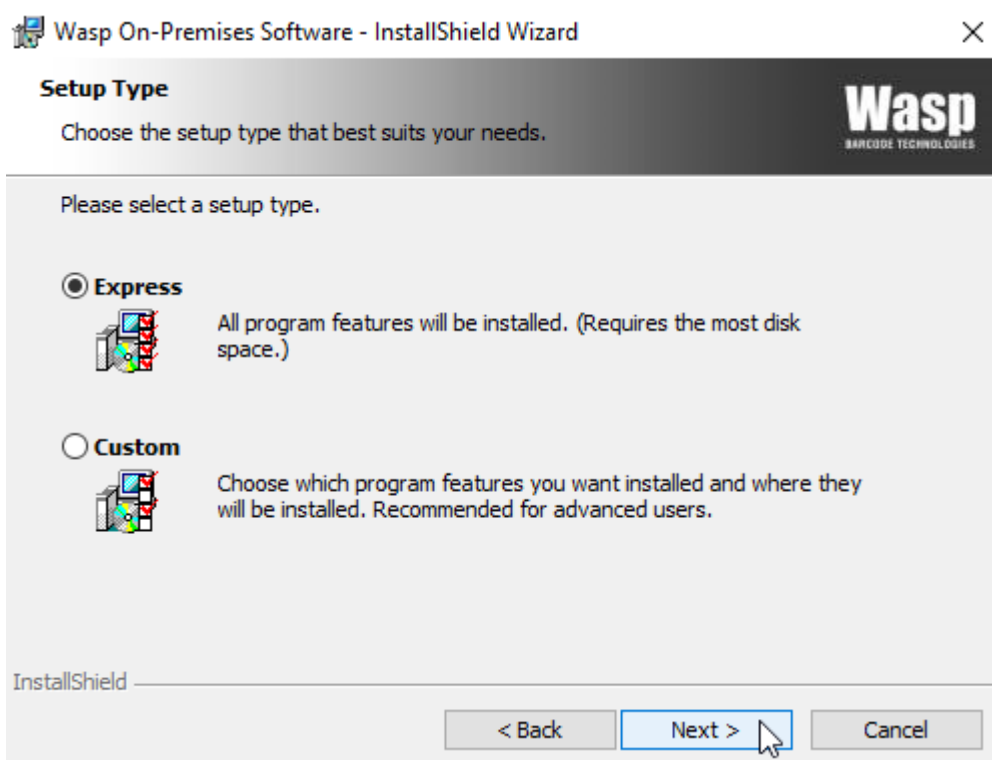 Wasp On-Premises Software - InstallShield Wizard
Setup Type
Choose the setup type that best suits your needs.
Wasp
BARCODE TECHNOLOGIES
Please select a setup type.
Express
All program features will be installed. (Requires the most disk
space.)
Custom
Choose which program features you want installed and where they
will be installed. Recommended for advanced users.
InstallShield
< Back
Next >
Cancel